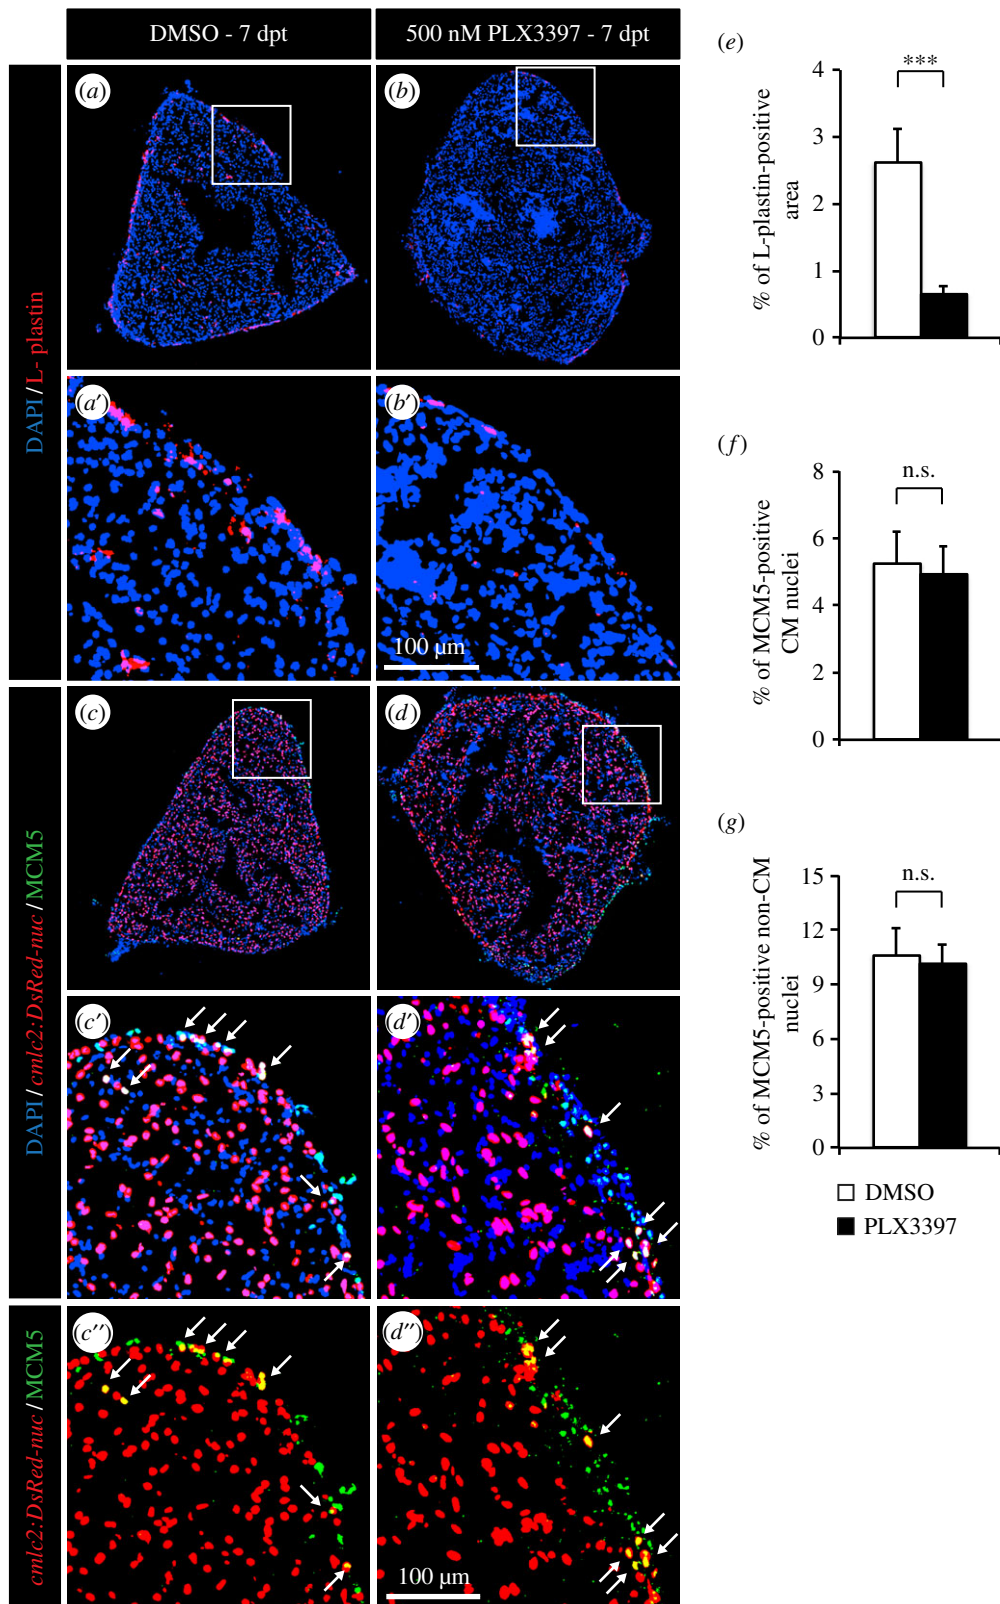 DMSO - 7 dpt
500 nM PLX3397 - 7 dpt
DAPI / L- plastin
(a)
(b)
(a')
(b')
100 µm
DAPI / cmlc2:DsRed-nuc / MCM5
(c)
(d)
(c')
(d')
cmlc2:DsRed-nuc / MCM5
(c'')
(d'')
100 µm
(e)
***
% of L-plastin-positive
area
4
3
2
1
0
(f)
n.s.
% of MCM5-positive
CM nuclei
8
6
4
2
0
(g)
n.s.
% of MCM5-positive non-CM
nuclei
15
12
9
6
3
0
DMSO
PLX3397